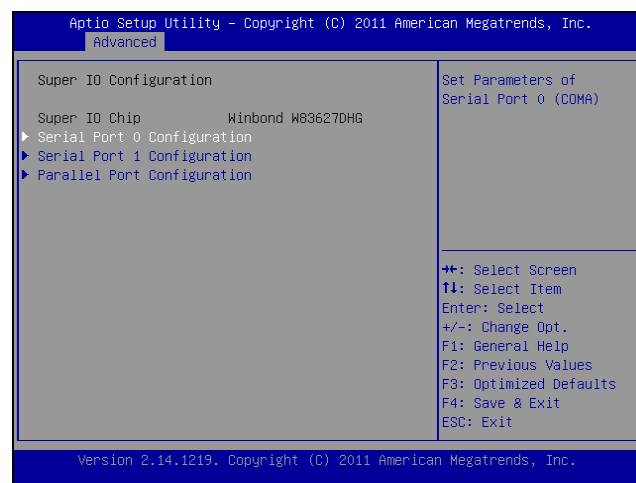 Aptio Setup Utility – Copyright (C) 2011 American Megatrends, Inc.
Advanced
Super IO Configuration
Super IO Chip Winbond W83627DHG
Serial Port 0 Configuration
Serial Port 1 Configuration
Parallel Port Configuration
Set Parameters of
Serial Port 0 (COMA)
→←: Select Screen
↑↓: Select Item
Enter: Select
+/-: Change Opt.
F1: General Help
F2: Previous Values
F3: Optimized Defaults
F4: Save & Exit
ESC: Exit
Version 2.14.1219. Copyright (C) 2011 American Megatrends, Inc.